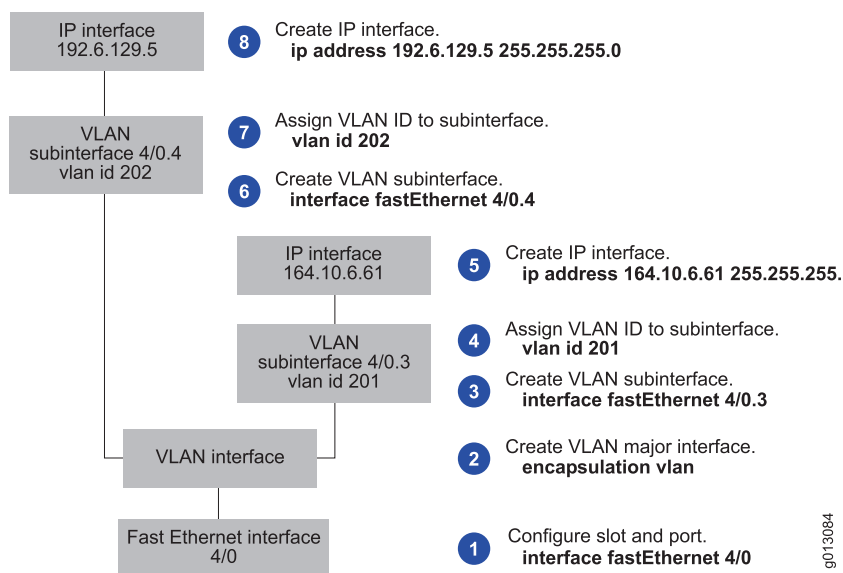 IP interface
192.6.129.5
8
Create IP interface.
ip address 192.6.129.5 255.255.255.0
VLAN
subinterface 4/0.4
vlan id 202
7
Assign VLAN ID to subinterface.
vlan id 202
6
Create VLAN subinterface.
interface fastEthernet 4/0.4
IP interface
164.10.6.61
5
Create IP interface.
ip address 164.10.6.61 255.255.255.
VLAN
subinterface 4/0.3
vlan id 201
4
Assign VLAN ID to subinterface.
vlan id 201
3
Create VLAN subinterface.
interface fastEthernet 4/0.3
VLAN interface
2
Create VLAN major interface.
encapsulation vlan
Fast Ethernet interface
4/0
1
Configure slot and port.
interface fastEthernet 4/0
g013084